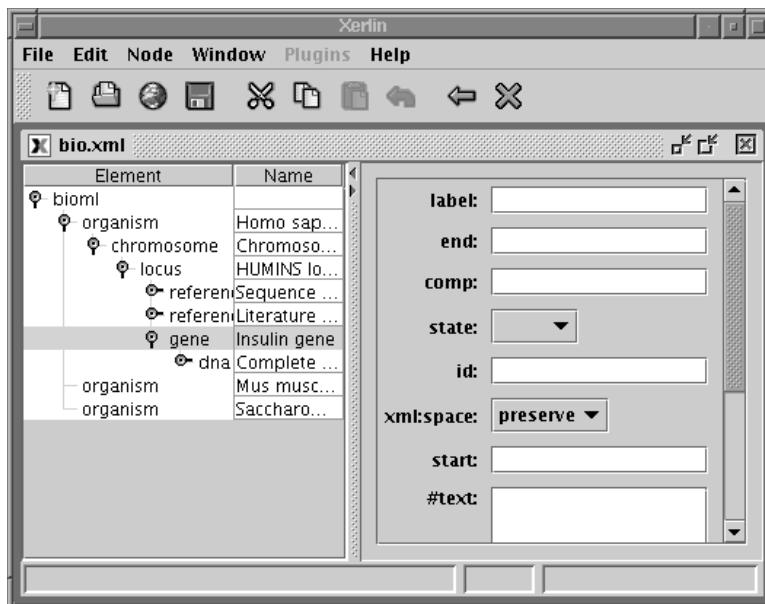 Xerlin
File Edit Node Window Plugins Help
bio.xml
Element Name
bioml
organism Homo sap...
chromosome Chromoso...
locus HUMINS lo...
referen Sequence ...
referen Literature ...
gene Insulin gene
dna Complete ...
organism Mus musc...
organism Saccharo...
label:
end:
comp:
state:
id:
xml:space: preserve
start:
#text: